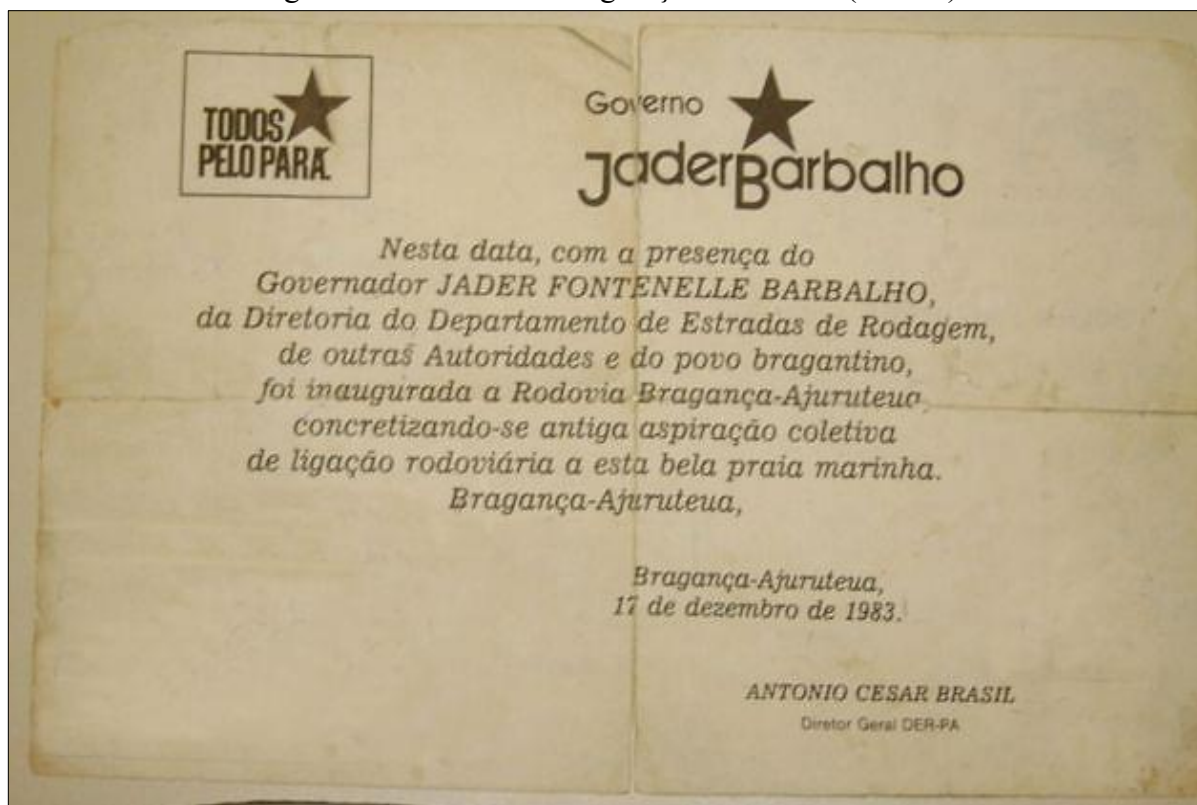 TODOS
PELO PARÁ.
Governo
JaderBarbalho
Nesta data, com a presença do
Governador JADER FONTENELLE BARBALHO,
da Diretoria do Departamento de Estradas de Rodagem,
de outras Autoridades e do povo bragantino,
foi inaugurada a Rodovia Bragança-Ajuruteua
concretizando-se antiga aspiração coletiva
de ligação rodoviária a esta bela praia marinha.
Bragança-Ajuruteua,
Bragança-Ajuruteua,
17 de dezembro de 1983.
ANTONIO CESAR BRASIL
Diretor Geral DER-PA